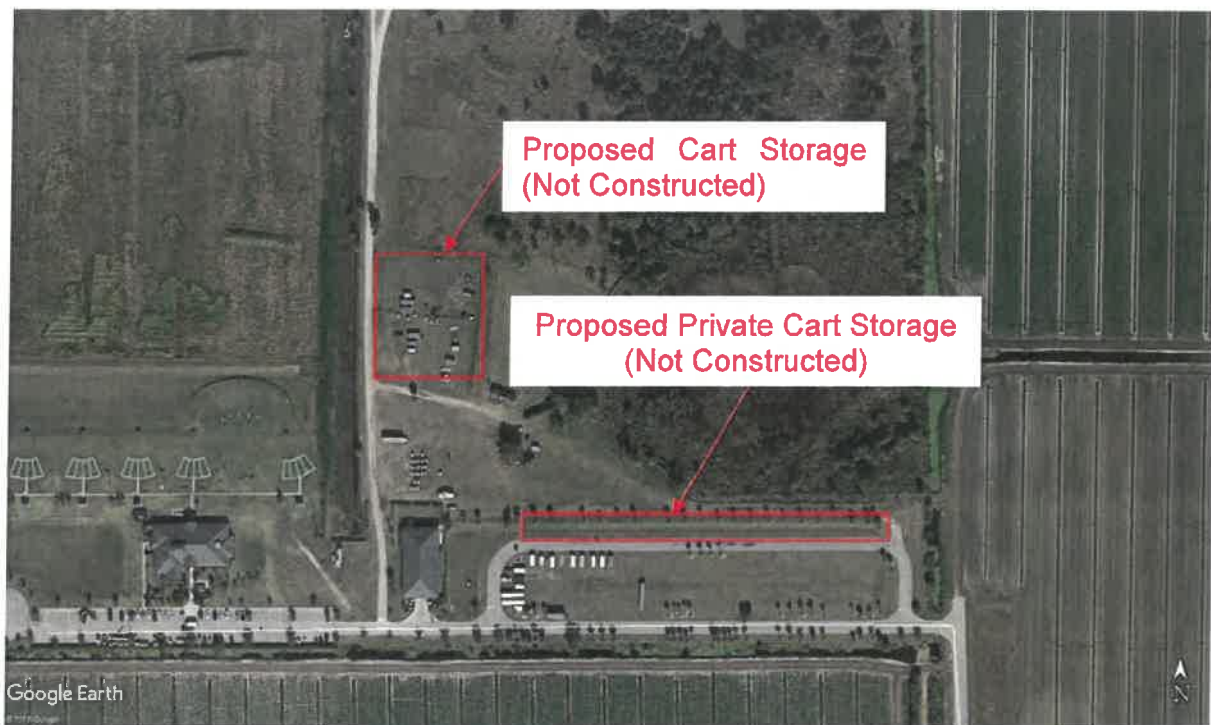 Proposed Cart Storage
(Not Constructed)
Proposed Private Cart Storage
(Not Constructed)
Google Earth
N